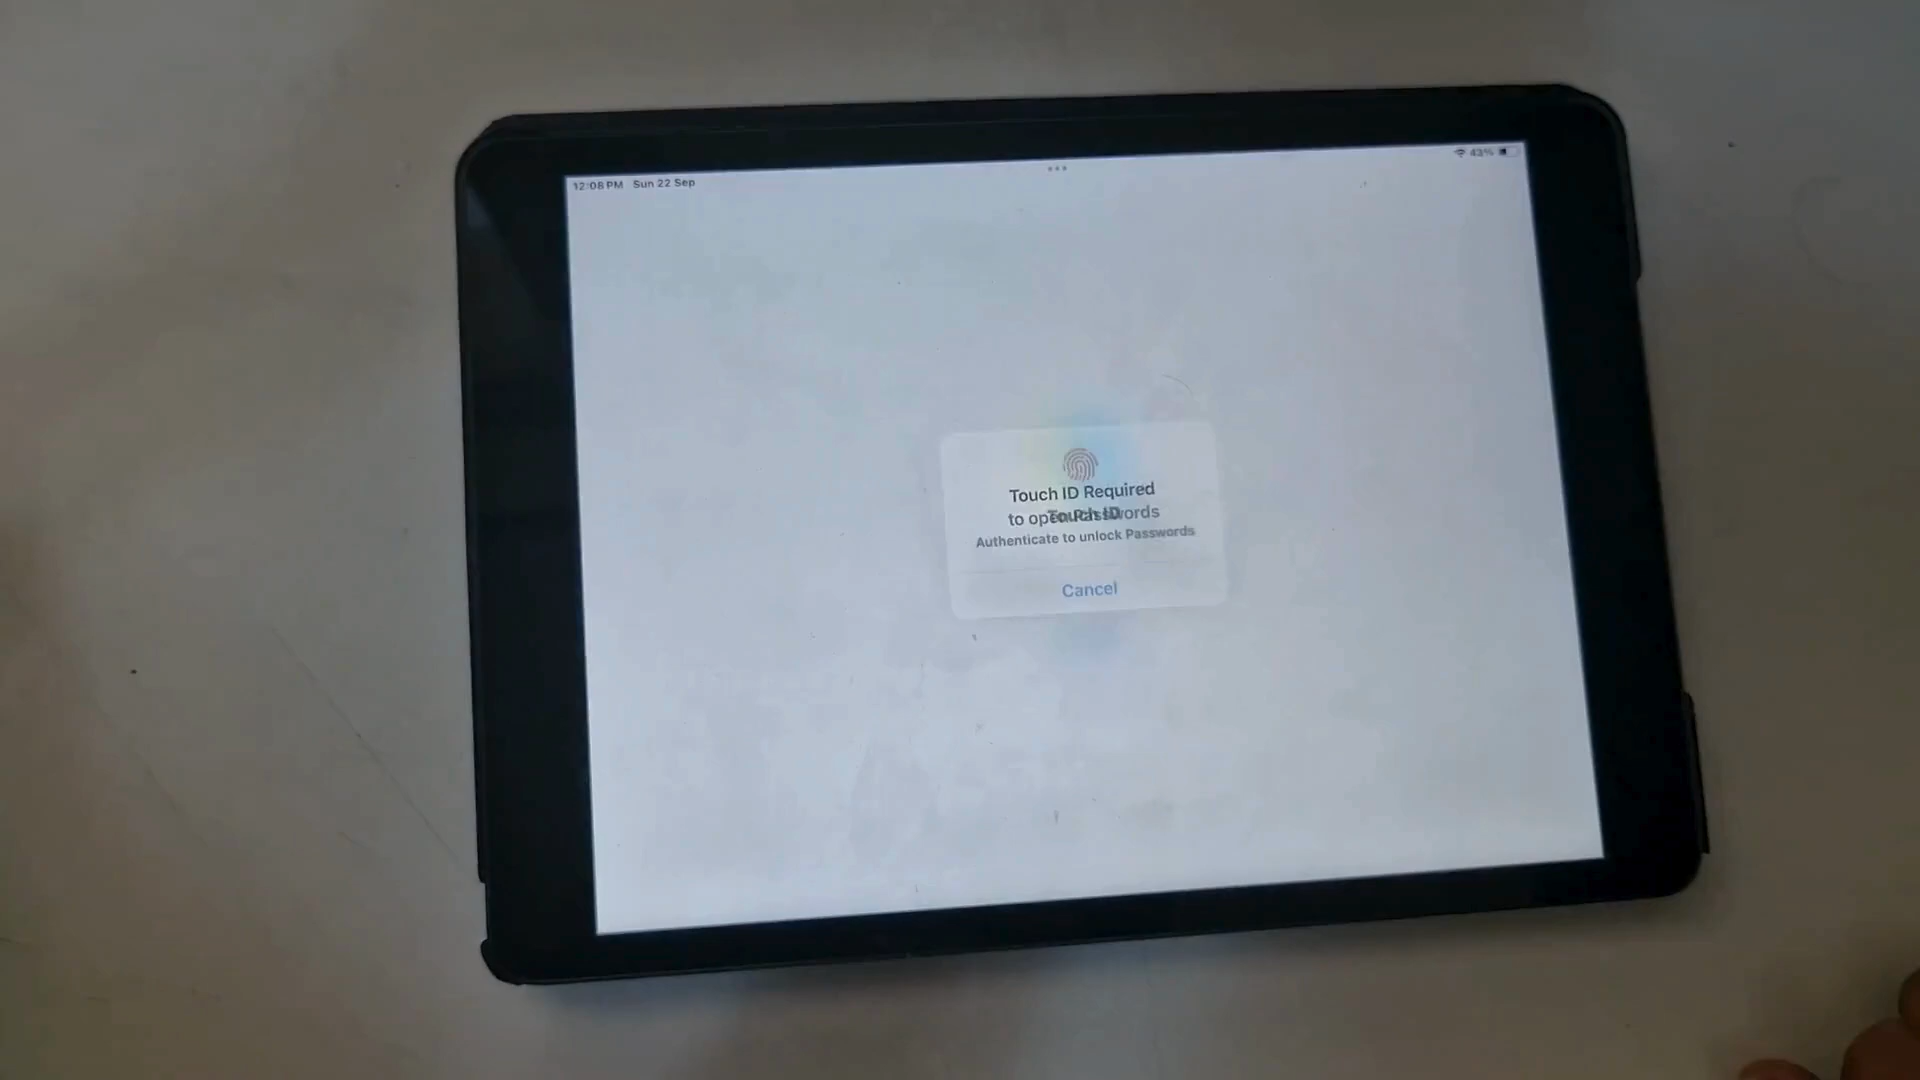 12:08 PM Sun 22 Sep
43%
Touch ID Required
to open Passwords
Touch ID
Authenticate to unlock Passwords
Cancel